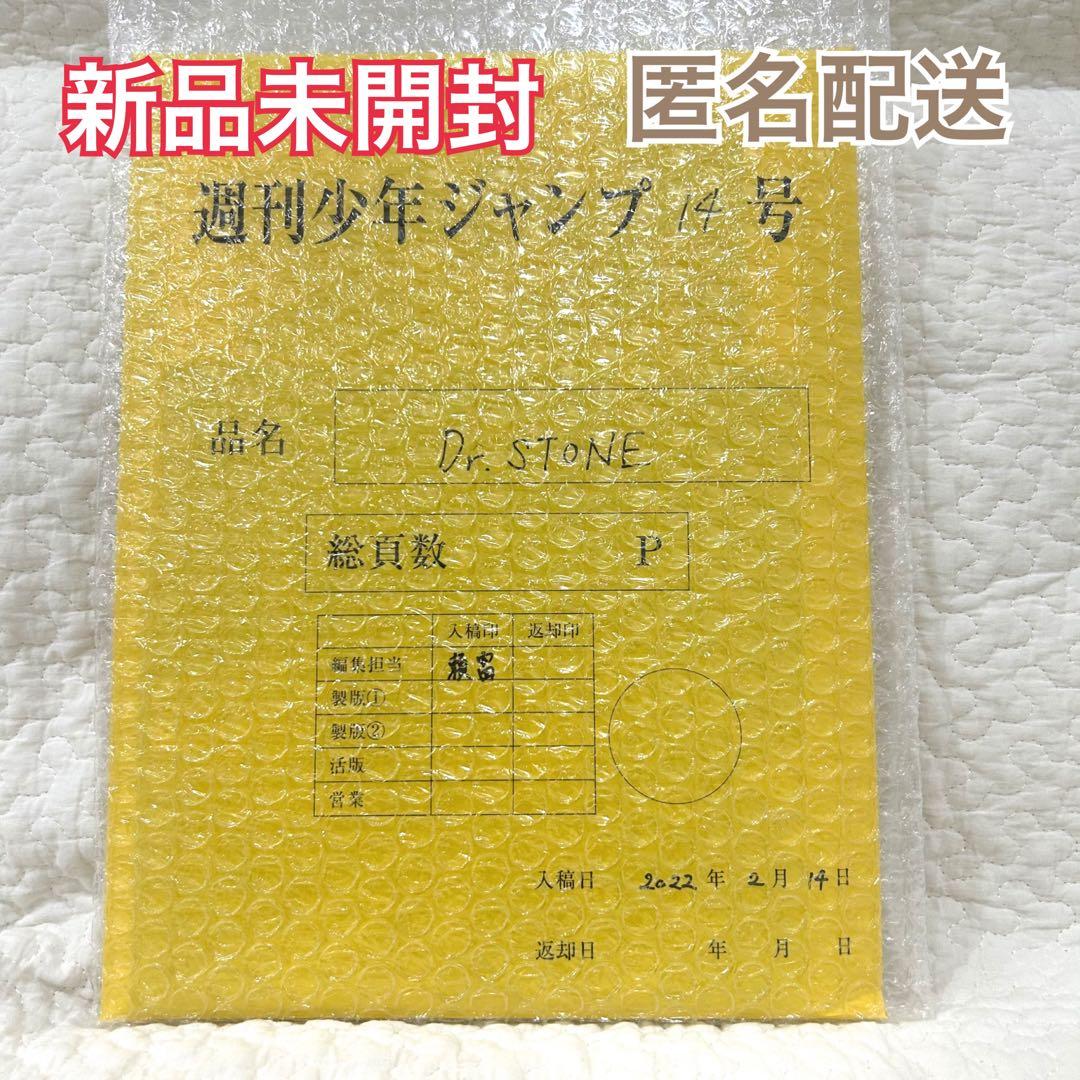 新品未開封 匿名配送
週刊少年ジャンプ 14 号
品名 Dr. STONE
総頁数 P
入稿印 返却印
編集担当
製版①
製版②
活版
営業
入稿日 2022 年 2 月 14 日
返却日 年 月 日